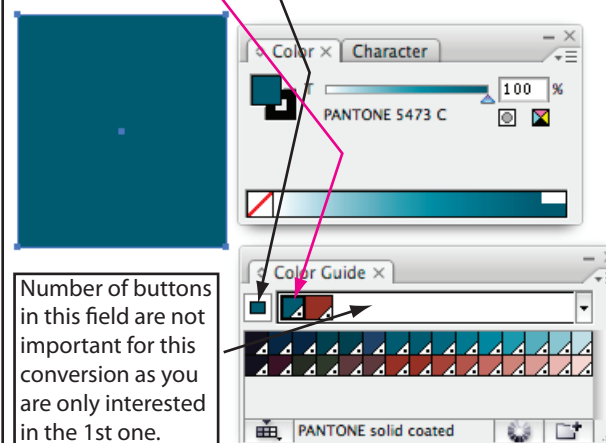 Color × Character
T 100 %
PANTONE 5473 C
Color Guide ×
Number of buttons
in this field are not
important for this
conversion as you
are only interested
in the 1st one.
PANTONE solid coated